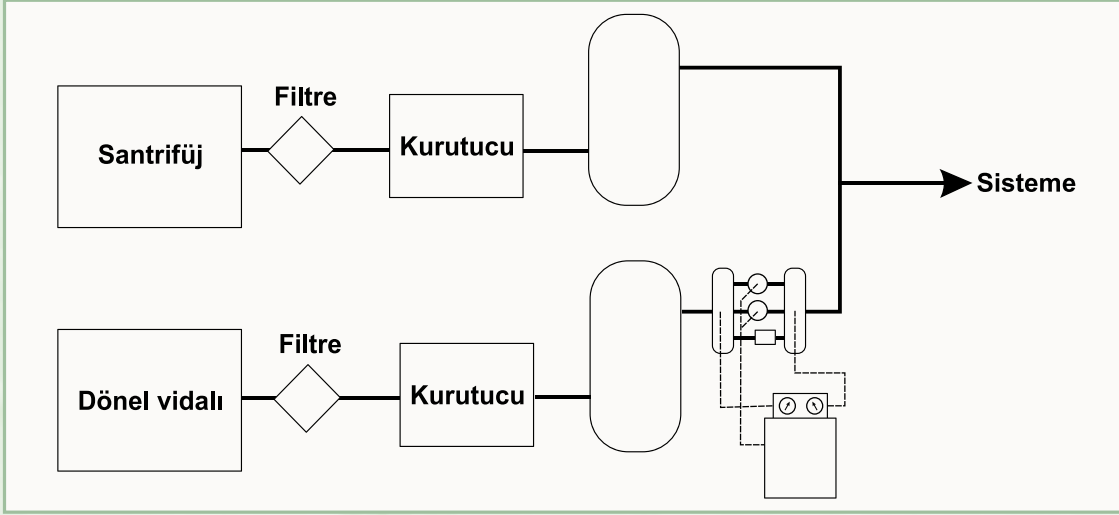 Filtre
Santrifüj
Kurutucu
Sisteme
Filtre
Dönel vidalı
Kurutucu